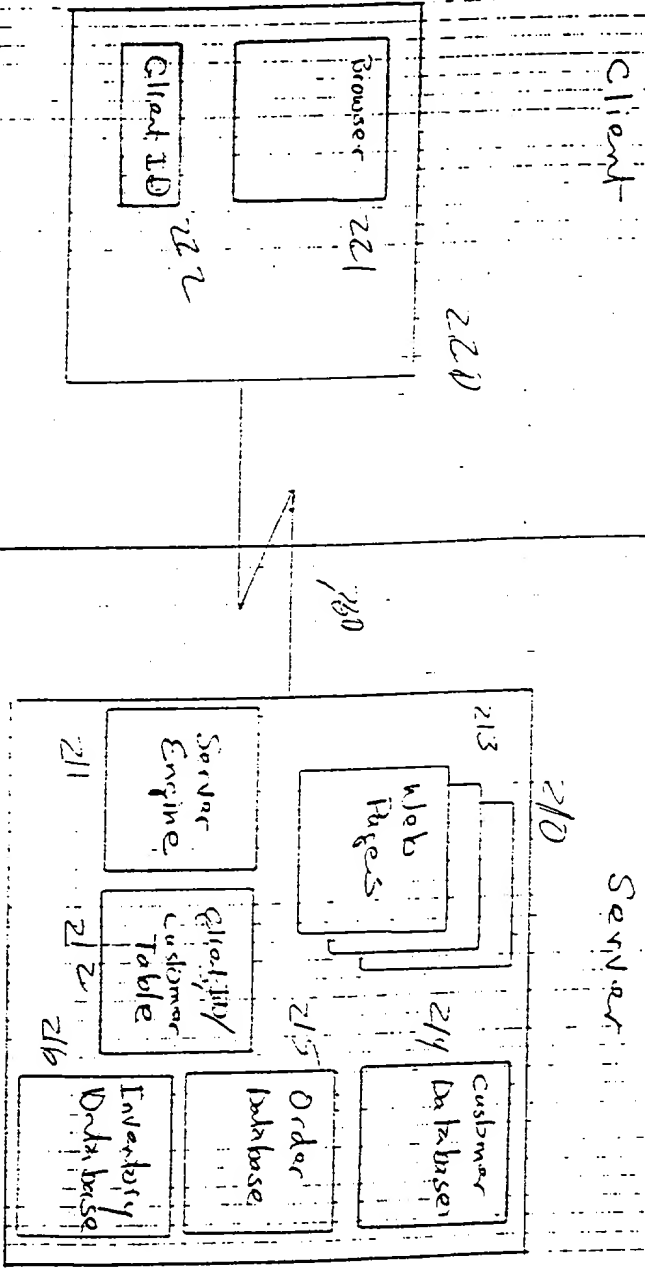 Client
220
Browser
221
Client ID
222
260
Server
210
213
Web
Pages
Server
Engine
211
Client ID/
Customer
Table
212
Customer
Database
214
Order
Database
215
Inventory
Database
216